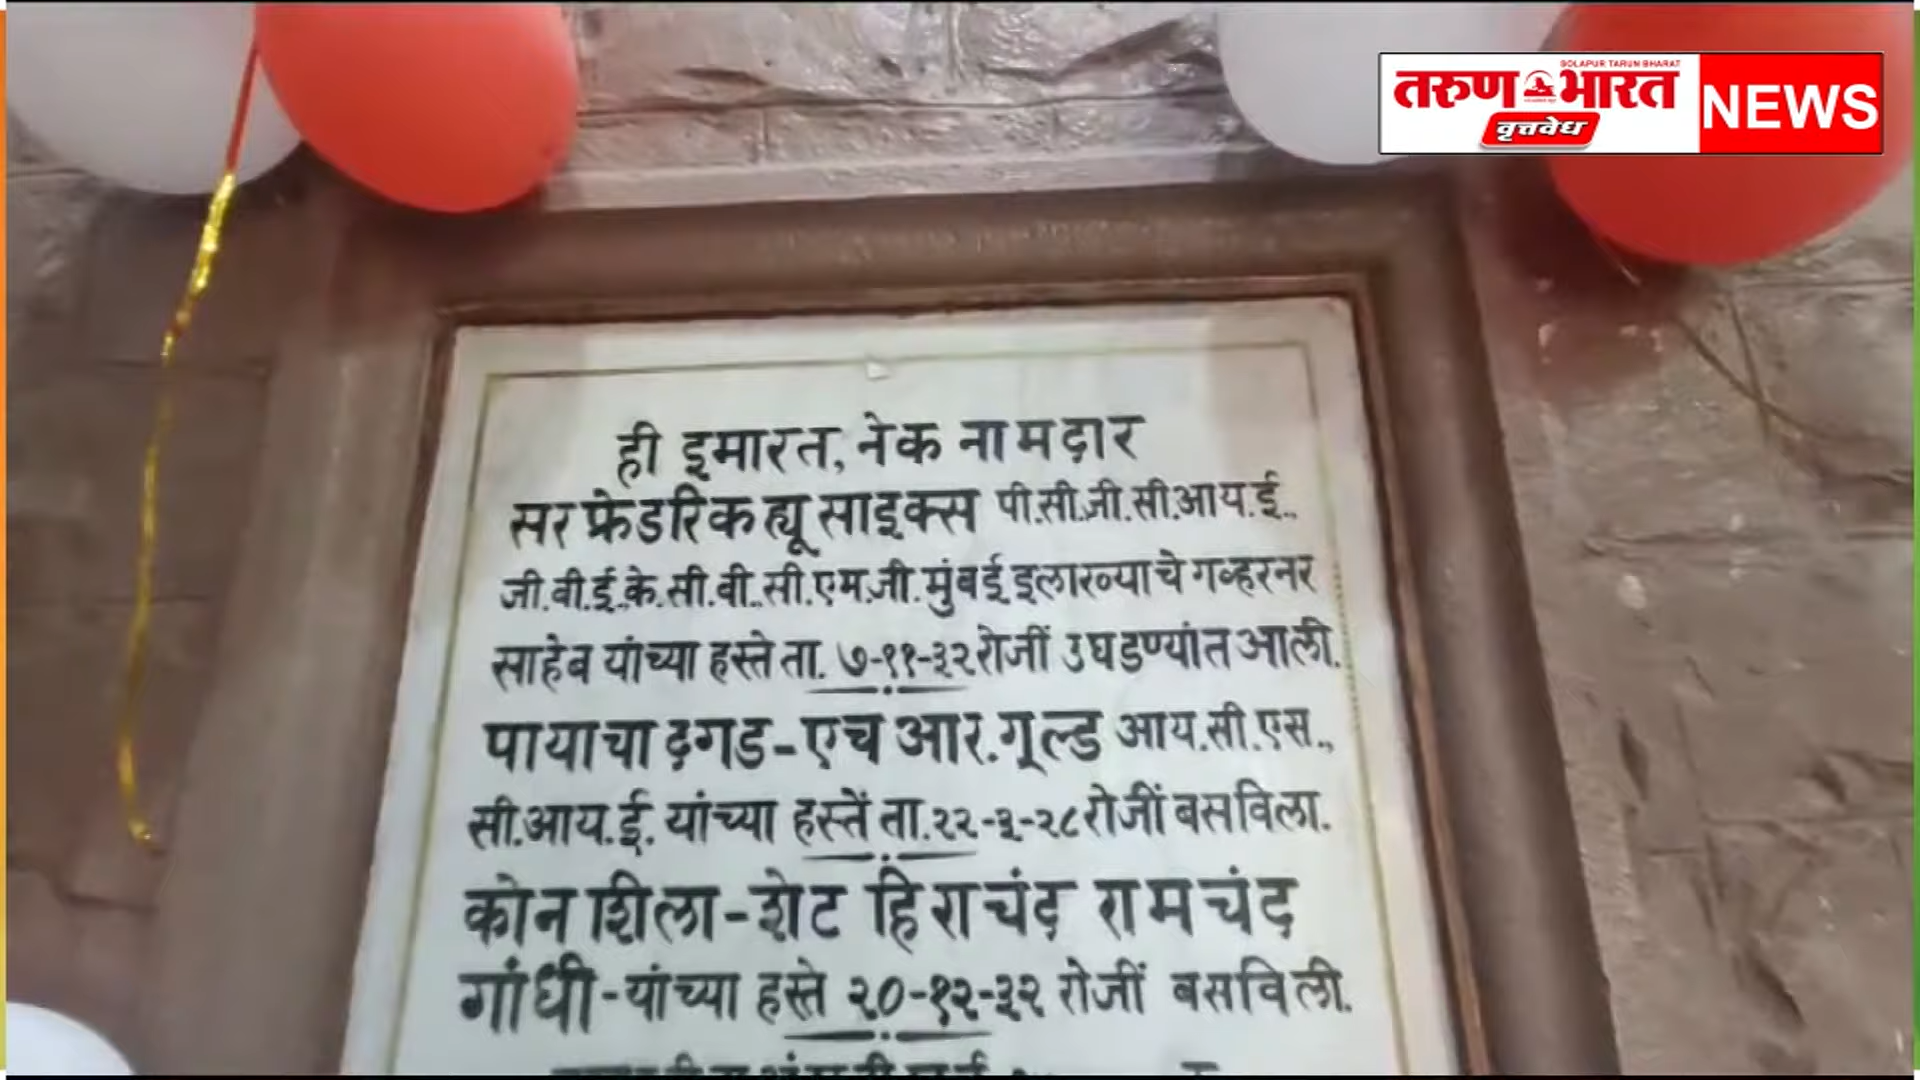 SOLAPUR TARUN BHARAT
तरुण भारत
वृत्तवेध
NEWS
ही इमारत, नेक नामदार
सर फ्रेडरिक ह्यू साइक्स पी.सी.जी.सी.आय.ई.,
जी.बी.ई.,के.सी.बी.,सी.एम.जी. मुंबई इलाख्याचे गव्हरनर
साहेब यांच्या हस्ते ता. ७-११-३२ रोजीं उघडण्यांत आली.
पायाचा दगड-एच आर. गूल्ड आय.सी.एस.,
सी.आय.ई. यांच्या हस्तें ता.२२-३-२८ रोजीं बसविला.
कोन शिला-शेट हिराचंद रामचंद
गांधी-यांच्या हस्ते २०-१२-३२ रोजीं बसविली.